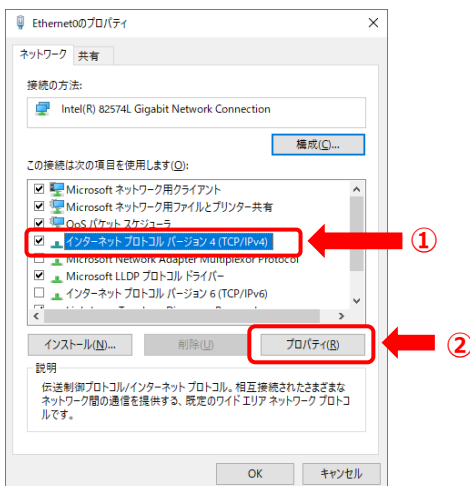 Ethernet0のプロパティ
ネットワーク 共有
接続の方法:
Intel(R) 82574L Gigabit Network Connection
構成(C)...
この接続は次の項目を使用します(O):
Microsoft ネットワーク用クライアント
Microsoft ネットワーク用ファイルとプリンター共有
QoS パケット スケジューラ
インターネット プロトコル バージョン 4 (TCP/IPv4)
①
Microsoft Network Adapter Multiplexor Protocol
Microsoft LLDP プロトコル ドライバー
インターネット プロトコル バージョン 6 (TCP/IPv6)
インストール(N)... 削除(U) プロパティ(R)
②
説明
伝送制御プロトコル/インターネット プロトコル。相互接続されたさまざまな
ネットワーク間の通信を提供する、既定のワイド エリア ネットワーク プロトコ
ルです。
OK キャンセル